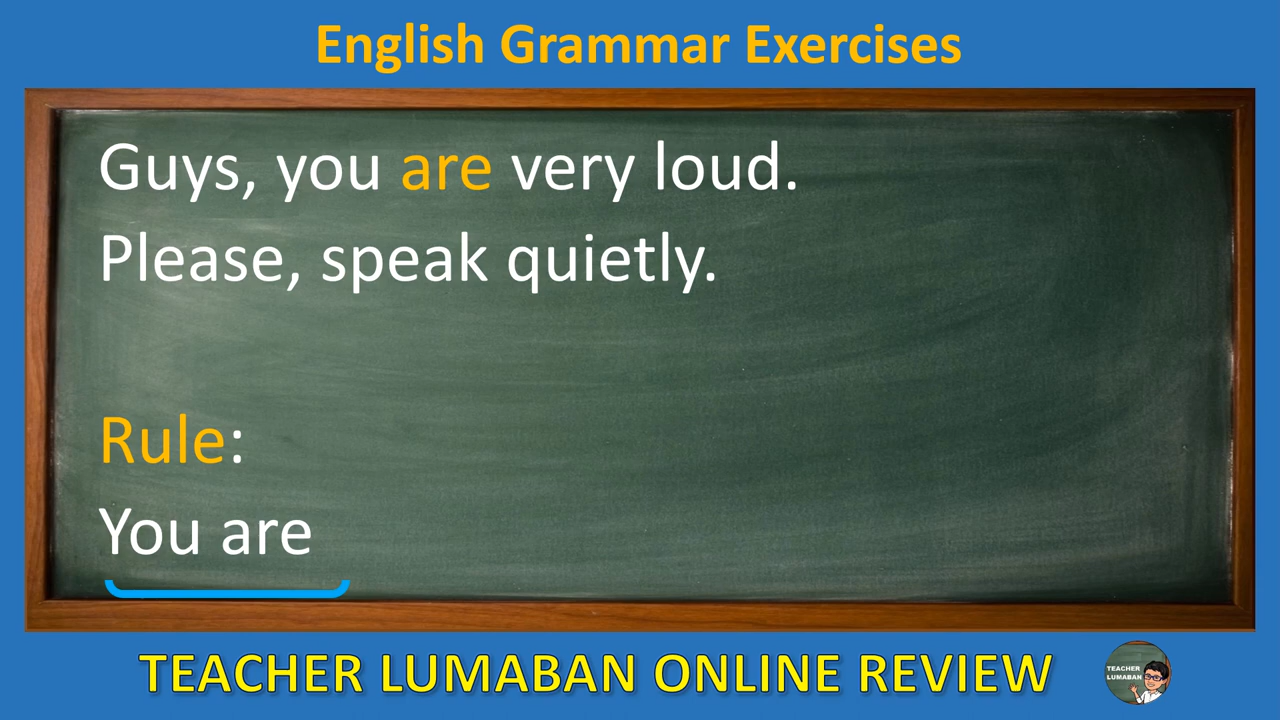 English Grammar Exercises
Guys, you are very loud.
Please, speak quietly.
Rule:
You are
TEACHER LUMABAN ONLINE REVIEW
TEACHER
LUMABAN